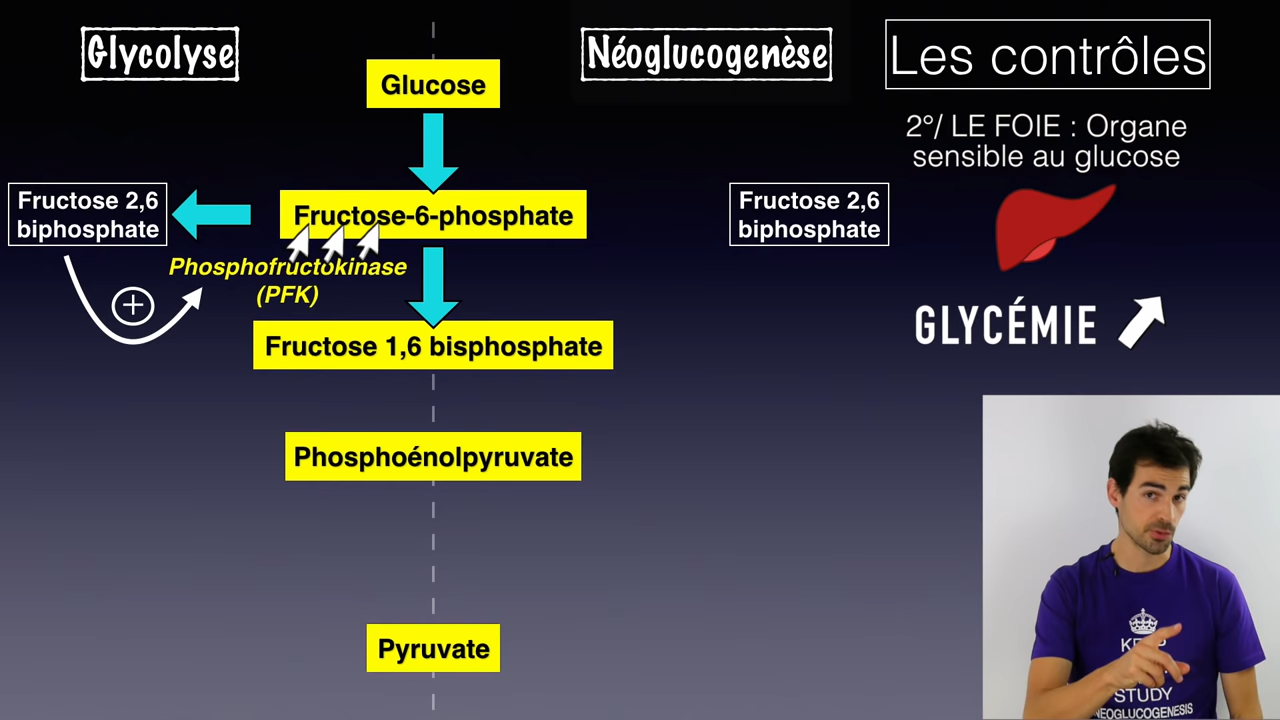 Glycolyse
Néoglucogenèse
Les contrôles
Glucose
2°/ LE FOIE : Organe
sensible au glucose
Fructose 2,6
biphosphate
Fructose-6-phosphate
Fructose 2,6
biphosphate
Phosphofructokinase
(PFK)
+
GLYCÉMIE
Fructose 1,6 bisphosphate
Phosphoénolpyruvate
Pyruvate
STUDY
NEOGLUCOGENESIS